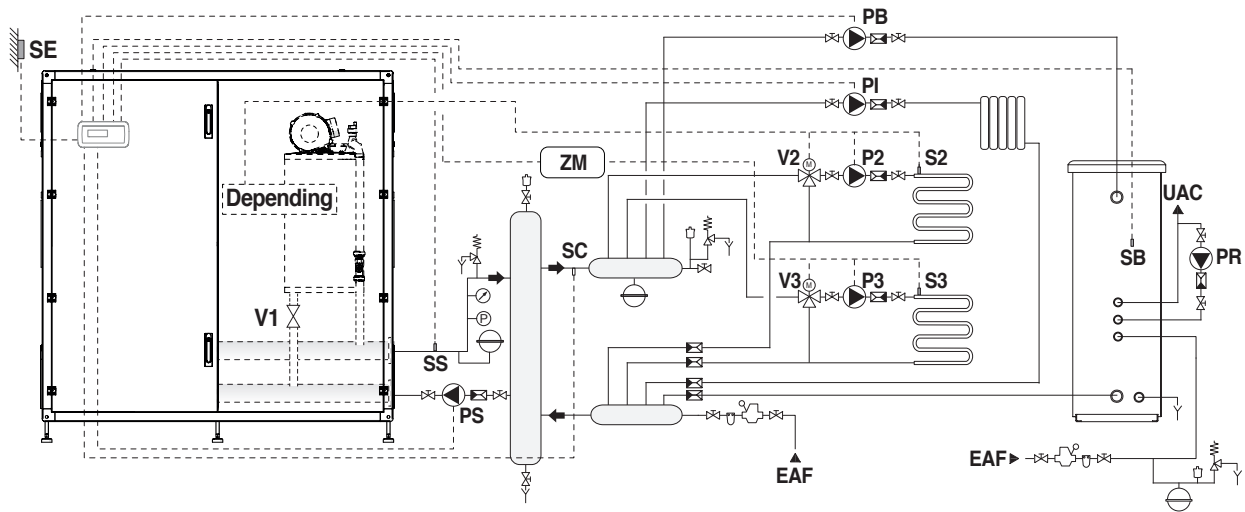 PB
SE
PI
ZM
V2
M
P2
S2
Depending
UAC
SC
SB
PR
V3
M
P3
S3
V1
P
SS
PS
EAF
EAF